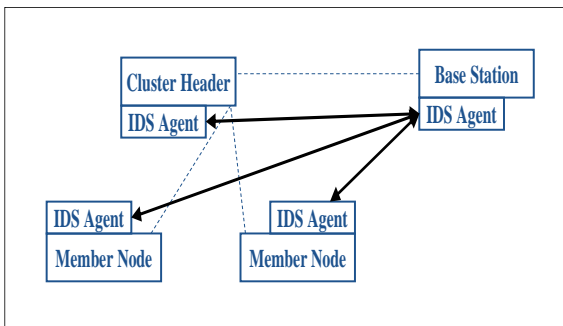 Cluster Header
Base Station
IDS Agent
IDS Agent
IDS Agent
IDS Agent
Member Node
Member Node